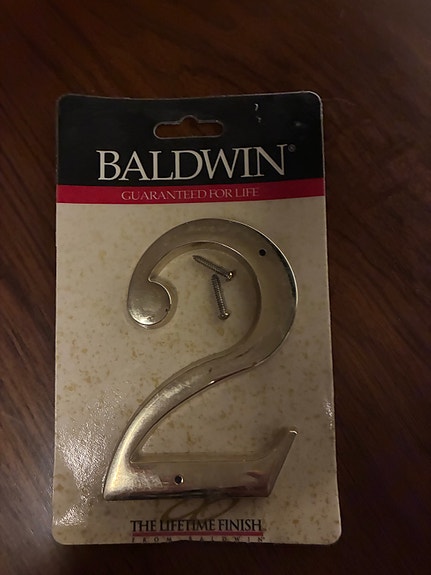 BALDWIN®
GUARANTEED FOR LIFE
2
THE LIFETIME FINISH
FROM BALDWIN